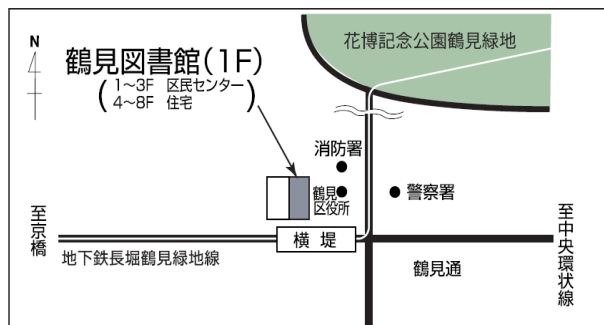 花博記念公園鶴見緑地
N
鶴見図書館(1F)
(1~3F 区民センター
4~8F 住宅)
消防署
鶴見
区役所
警察署
至京橋
横堤
至中央環状線
地下鉄長堀鶴見緑地線
鶴見通